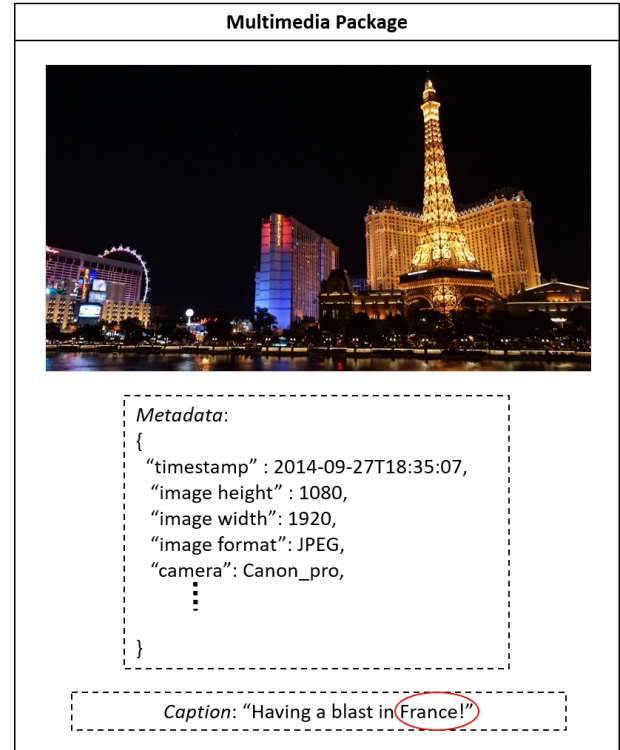 Multimedia Package
Metadata:
{
“timestamp” : 2014-09-27T18:35:07,
“image height” : 1080,
“image width”: 1920,
“image format”: JPEG,
“camera”: Canon_pro,
}
Caption: “Having a blast in France!”